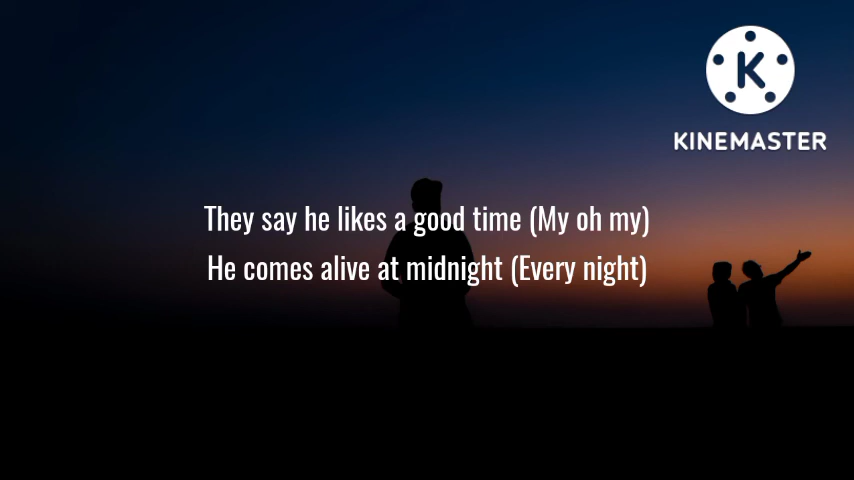 KINEMASTER
They say he likes a good time (My oh my)
He comes alive at midnight (Every night)